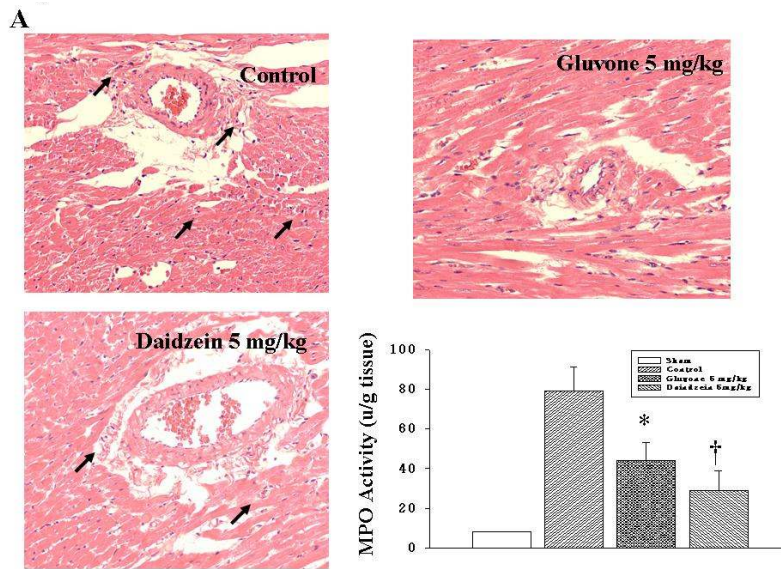 A
Control
Gluvone 5 mg/kg
Daidzein 5 mg/kg
MPO Activity (u/g tissue)
100
80
60
40
20
0
Sham
Control
Gluvone 5 mg/kg
Daidzein 5mg/kg
*
†